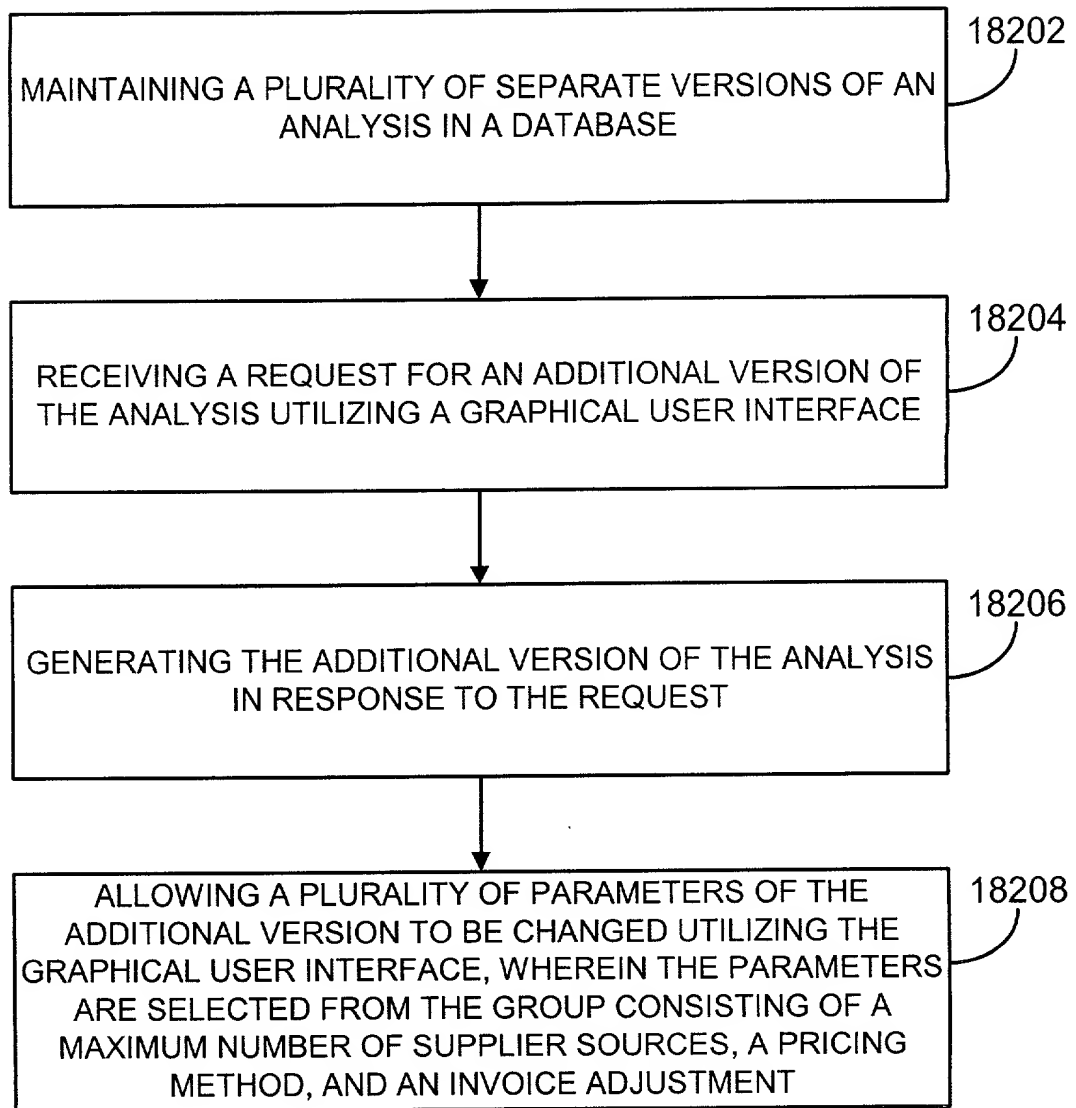 18202
MAINTAINING A PLURALITY OF SEPARATE VERSIONS OF AN
ANALYSIS IN A DATABASE
18204
RECEIVING A REQUEST FOR AN ADDITIONAL VERSION OF
THE ANALYSIS UTILIZING A GRAPHICAL USER INTERFACE
18206
GENERATING THE ADDITIONAL VERSION OF THE ANALYSIS
IN RESPONSE TO THE REQUEST
18208
ALLOWING A PLURALITY OF PARAMETERS OF THE
ADDITIONAL VERSION TO BE CHANGED UTILIZING THE
GRAPHICAL USER INTERFACE, WHEREIN THE PARAMETERS
ARE SELECTED FROM THE GROUP CONSISTING OF A
MAXIMUM NUMBER OF SUPPLIER SOURCES, A PRICING
METHOD, AND AN INVOICE ADJUSTMENT